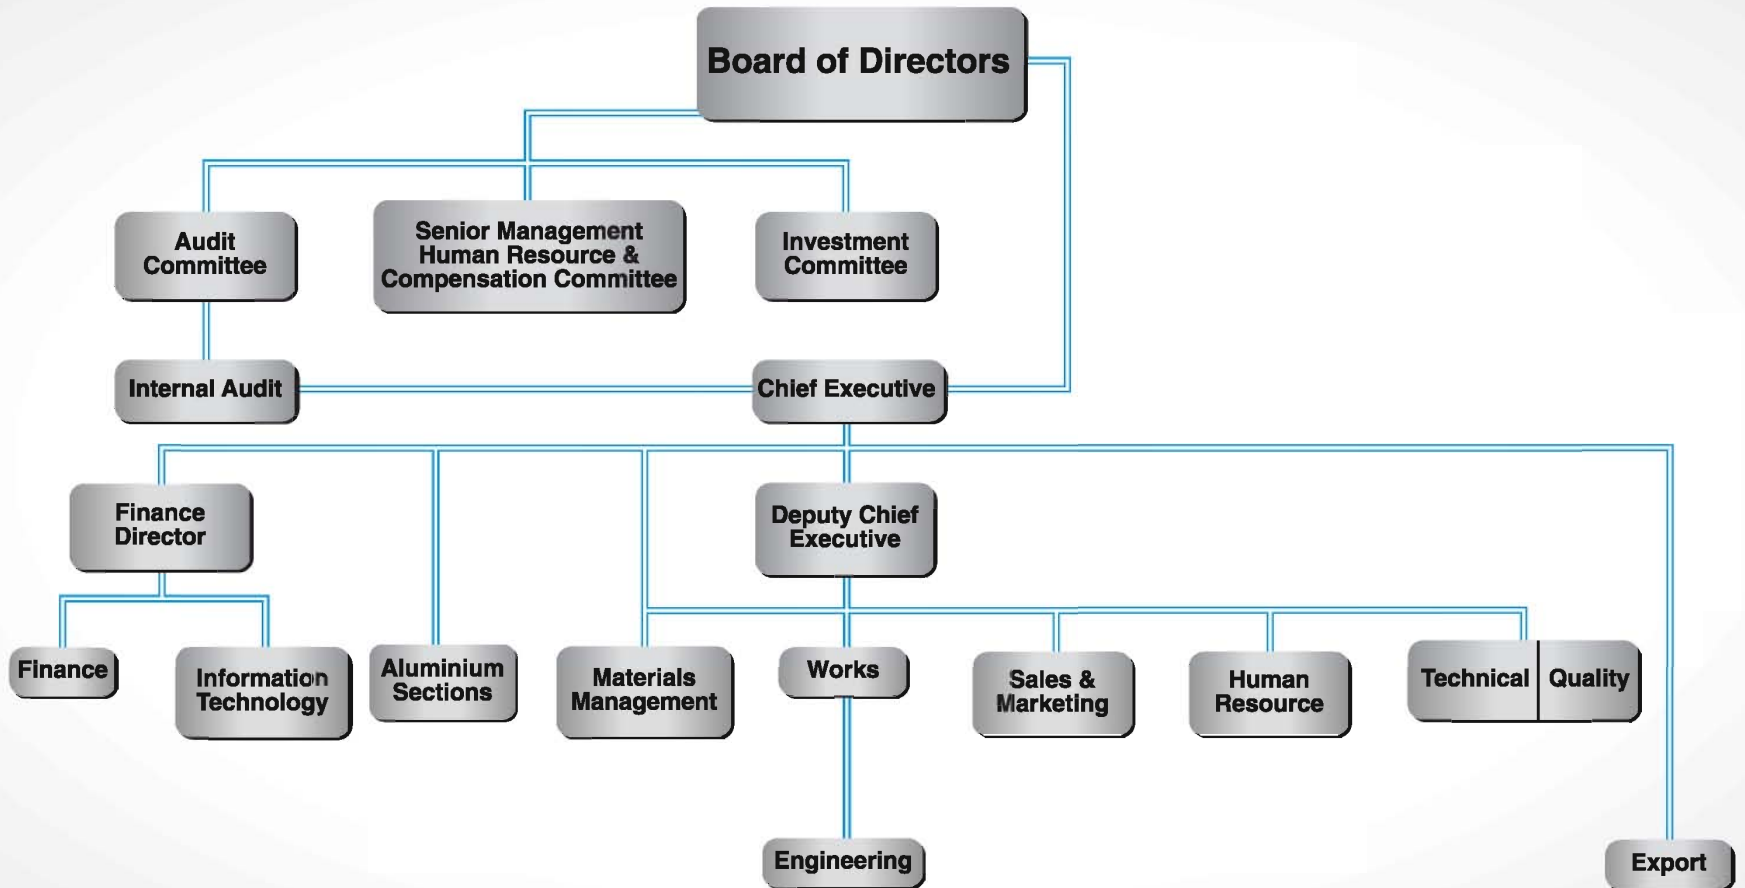 Board of Directors
Audit
Committee
Senior Management
Human Resource &
Compensation Committee
Investment
Committee
Internal Audit
Chief Executive
Finance
Director
Deputy Chief
Executive
Finance
Information
Technology
Aluminium
Sections
Materials
Management
Works
Sales &
Marketing
Human
Resource
Technical
Quality
Engineering
Export